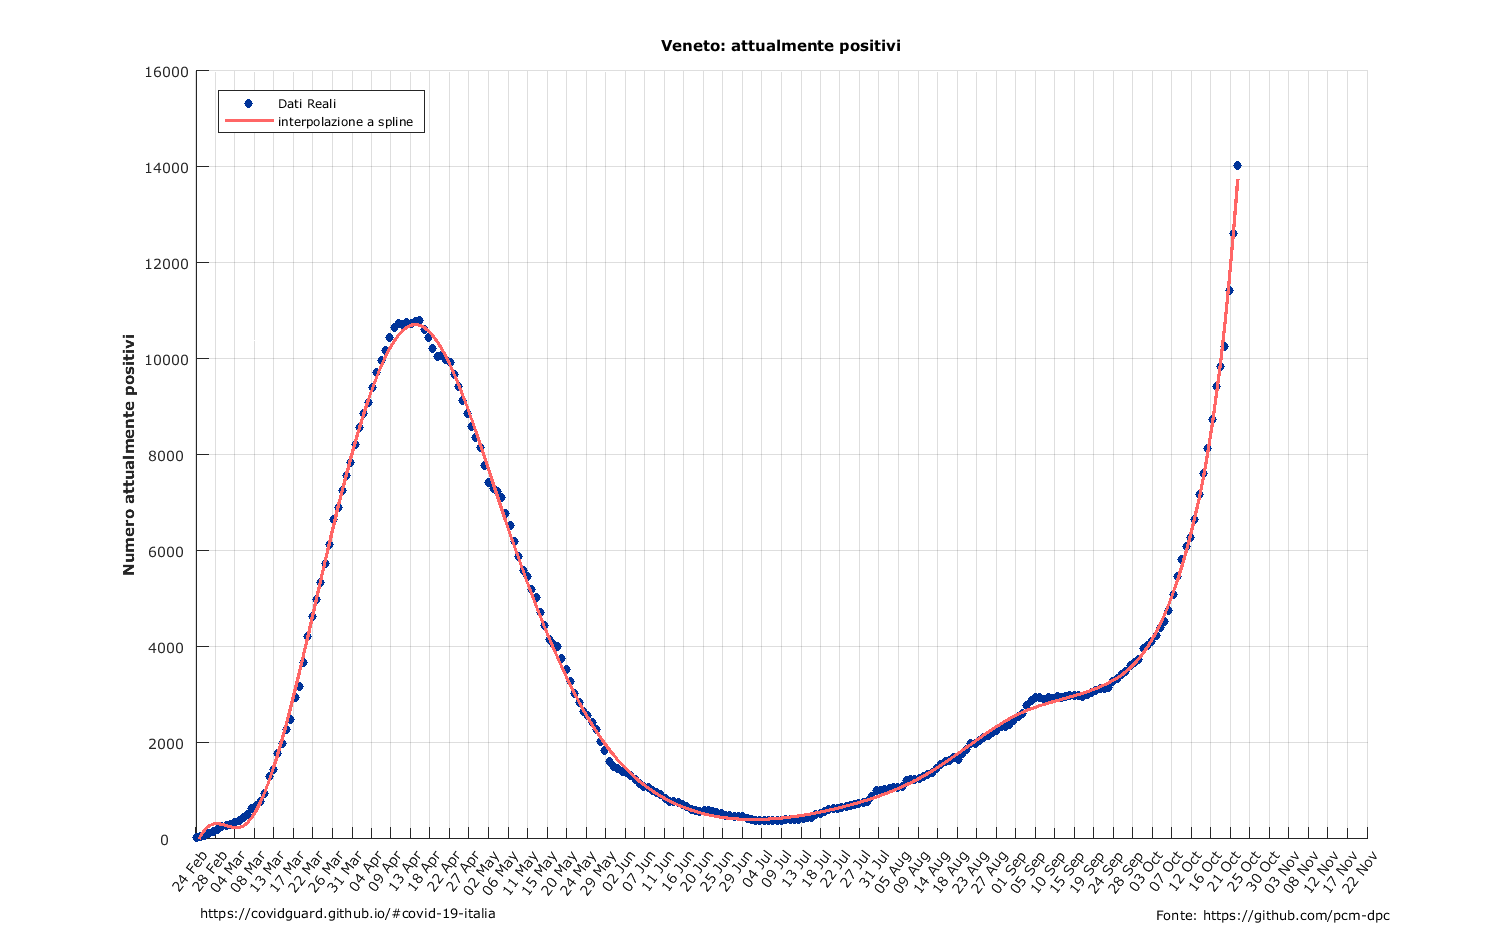 Veneto: attualmente positivi
Dati Reali
interpolazione a spline
Numero attualmente positivi
16000
14000
12000
10000
8000
6000
4000
2000
0
24 Feb
28 Feb
04 Mar
08 Mar
13 Mar
17 Mar
22 Mar
26 Mar
31 Mar
04 Apr
09 Apr
13 Apr
18 Apr
22 Apr
27 Apr
02 May
06 May
11 May
15 May
20 May
24 May
29 May
02 Jun
07 Jun
11 Jun
16 Jun
20 Jun
25 Jun
29 Jun
04 Jul
09 Jul
13 Jul
18 Jul
22 Jul
27 Jul
31 Jul
05 Aug
09 Aug
14 Aug
18 Aug
23 Aug
27 Aug
01 Sep
05 Sep
10 Sep
15 Sep
19 Sep
24 Sep
28 Sep
03 Oct
07 Oct
12 Oct
16 Oct
21 Oct
25 Oct
30 Oct
03 Nov
08 Nov
12 Nov
17 Nov
22 Nov
https://covidguard.github.io/#covid-19-italia
Fonte: https://github.com/pcm-dpc